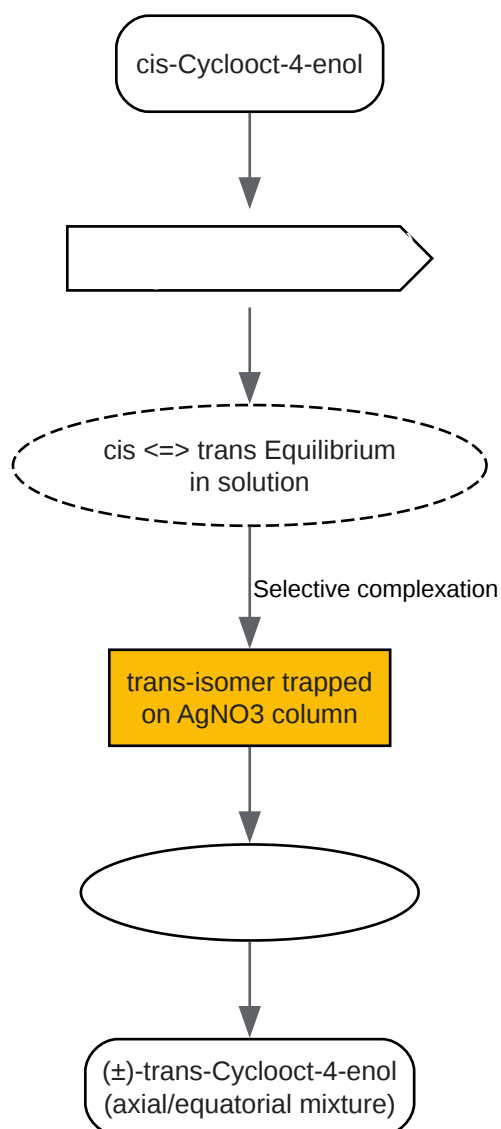 cis-Cyclooct-4-enol
cis <=> trans Equilibrium
in solution
Selective complexation
trans-isomer trapped
on AgNO3 column
(±)-trans-Cyclooct-4-enol
(axial/equatorial mixture)